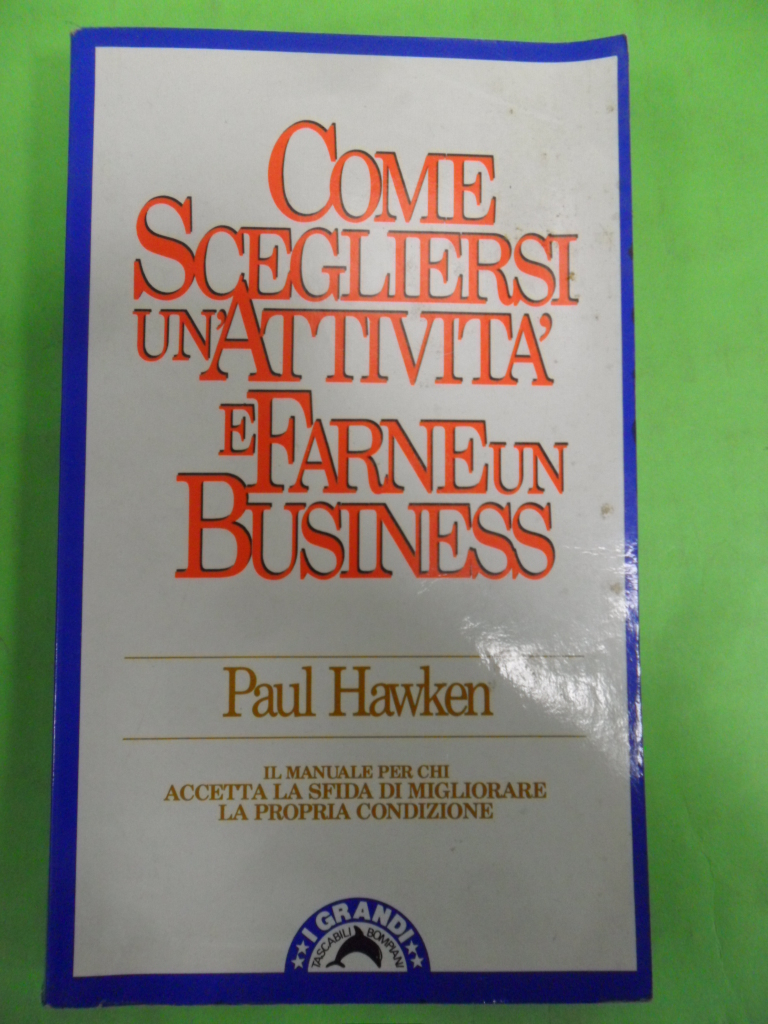 COME
SCEGLIERSI
UN'ATTIVITA'
E FARNE UN
BUSINESS
Paul Hawken
IL MANUALE PER CHI
ACCETTA LA SFIDA DI MIGLIORARE
LA PROPRIA CONDIZIONE
I GRANDI
TASCABILI BOMPIANI